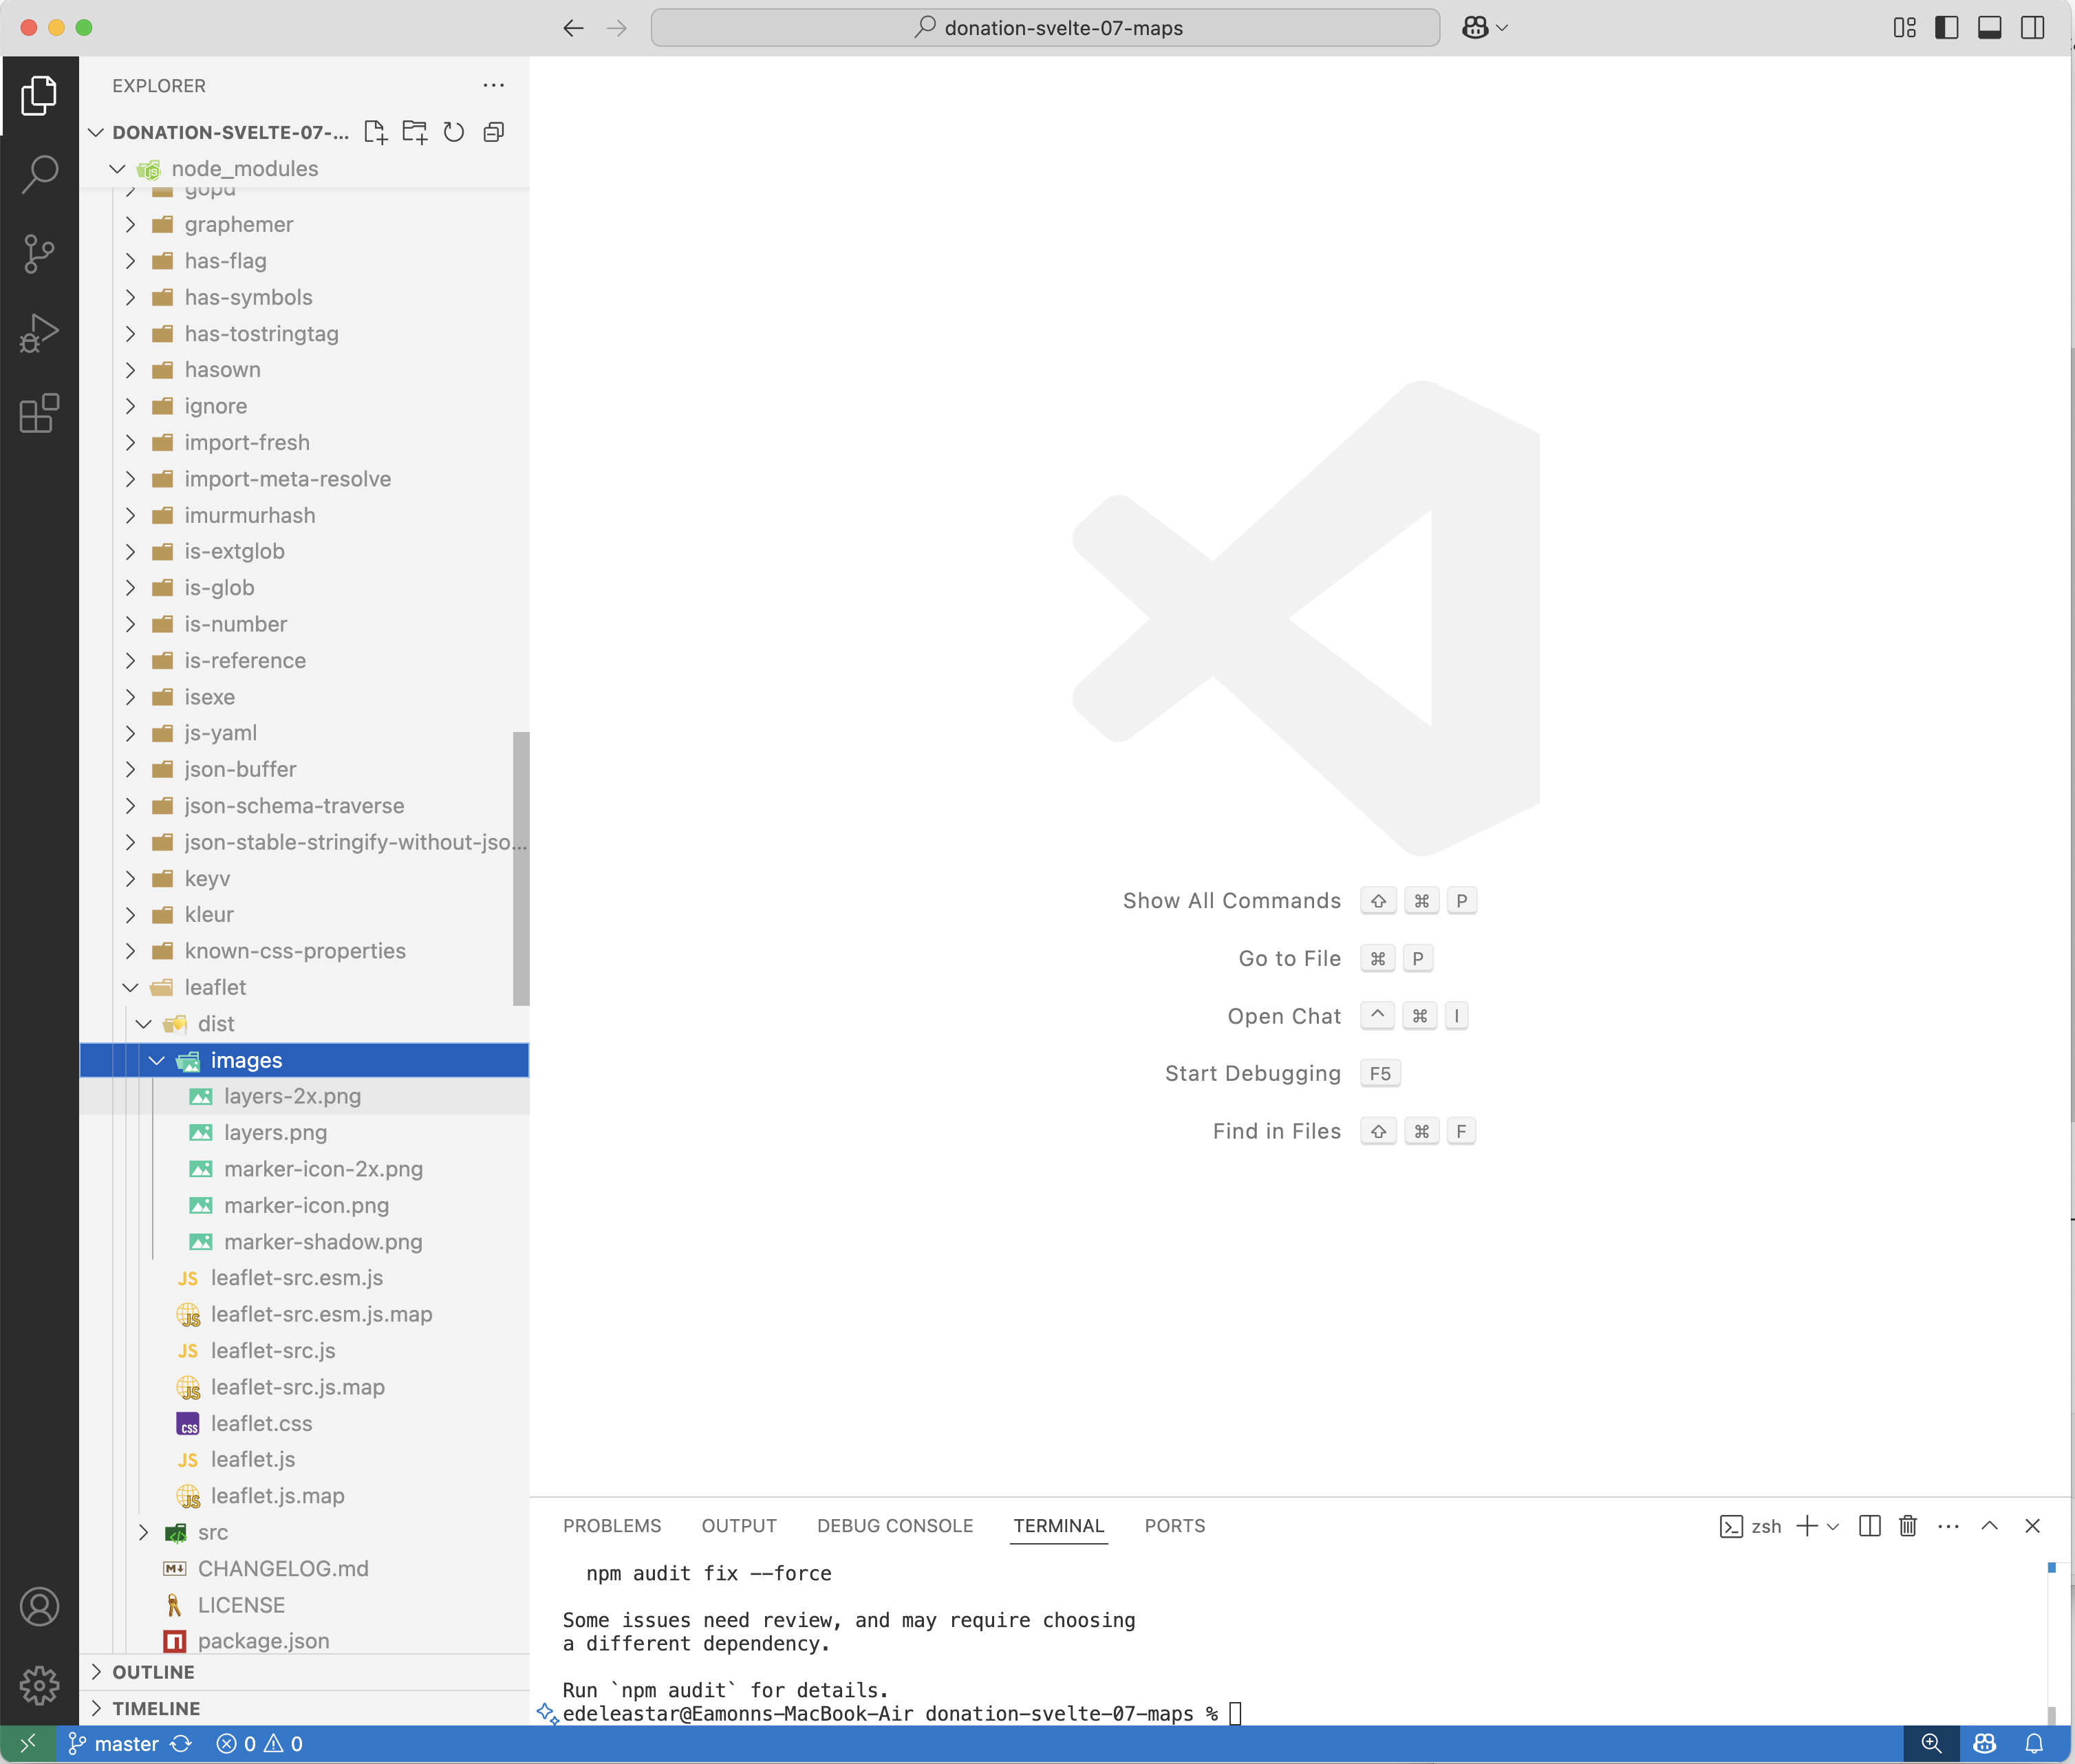 donation-svelte-07-maps
EXPLORER
DONATION-SVELTE-07-...
node_modules
gopd
graphemer
has-flag
has-symbols
has-tostringtag
hasown
ignore
import-fresh
import-meta-resolve
imurmurhash
is-extglob
is-glob
is-number
is-reference
isexe
js-yaml
json-buffer
json-schema-traverse
json-stable-stringify-without-jso...
keyv
kleur
known-css-properties
leaflet
dist
images
layers-2x.png
layers.png
marker-icon-2x.png
marker-icon.png
marker-shadow.png
JS leaflet-src.esm.js
JS leaflet-src.esm.js.map
JS leaflet-src.js
JS leaflet-src.js.map
CSS leaflet.css
JS leaflet.js
JS leaflet.js.map
src
M↓ CHANGELOG.md
LICENSE
package.json
OUTLINE
TIMELINE
Show All Commands ⇧ ⌘ P
Go to File ⌘ P
Open Chat ^ ⌘ I
Start Debugging F5
Find in Files ⇧ ⌘ F
PROBLEMS OUTPUT DEBUG CONSOLE TERMINAL PORTS zsh
npm audit fix --force
Some issues need review, and may require choosing
a different dependency.
Run `npm audit` for details.
edeleastar@Eamonns-MacBook-Air donation-svelte-07-maps %
master 0 0